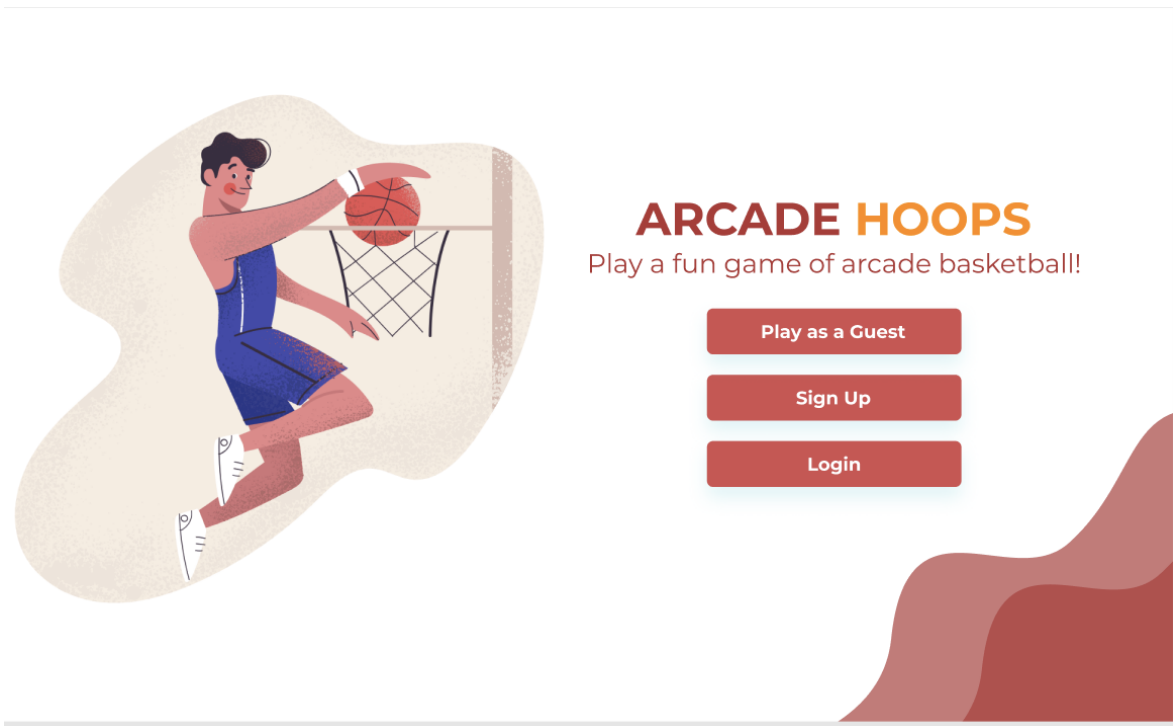 ARCADE HOOPS
Play a fun game of arcade basketball!
Play as a Guest
Sign Up
Login